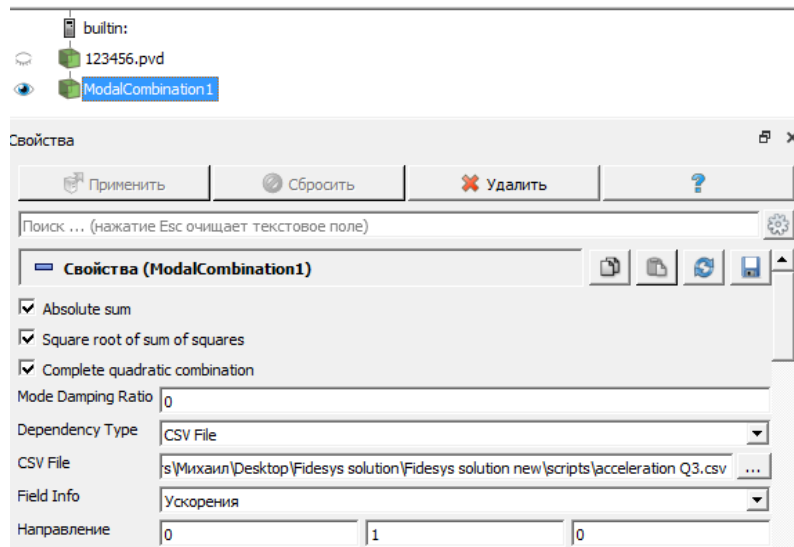 builtin:
123456.pvd
ModalCombination1
Свойства
Применить
Сбросить
Удалить
?
Поиск ... (нажатие Esc очищает текстовое поле)
Свойства (ModalCombination1)
Absolute sum
Square root of sum of squares
Complete quadratic combination
Mode Damping Ratio 0
Dependency Type CSV File
CSV File rs\Михаил\Desktop\Fidesys solution\Fidesys solution new\scripts\acceleration Q3.csv ...
Field Info Ускорения
Направление 0 1 0